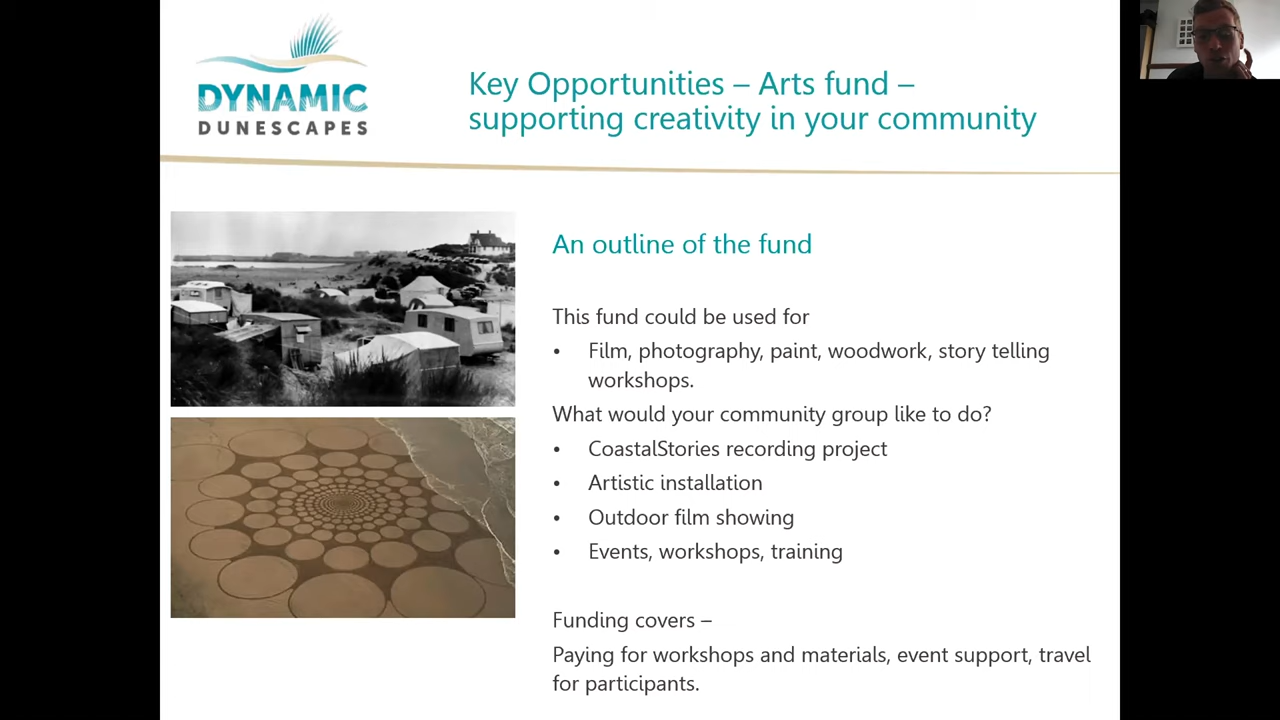 DYNAMIC
DUNESCAPES
Key Opportunities – Arts fund –
supporting creativity in your community
An outline of the fund
This fund could be used for
• Film, photography, paint, woodwork, story telling
workshops.
What would your community group like to do?
• CoastalStories recording project
• Artistic installation
• Outdoor film showing
• Events, workshops, training
Funding covers –
Paying for workshops and materials, event support, travel
for participants.